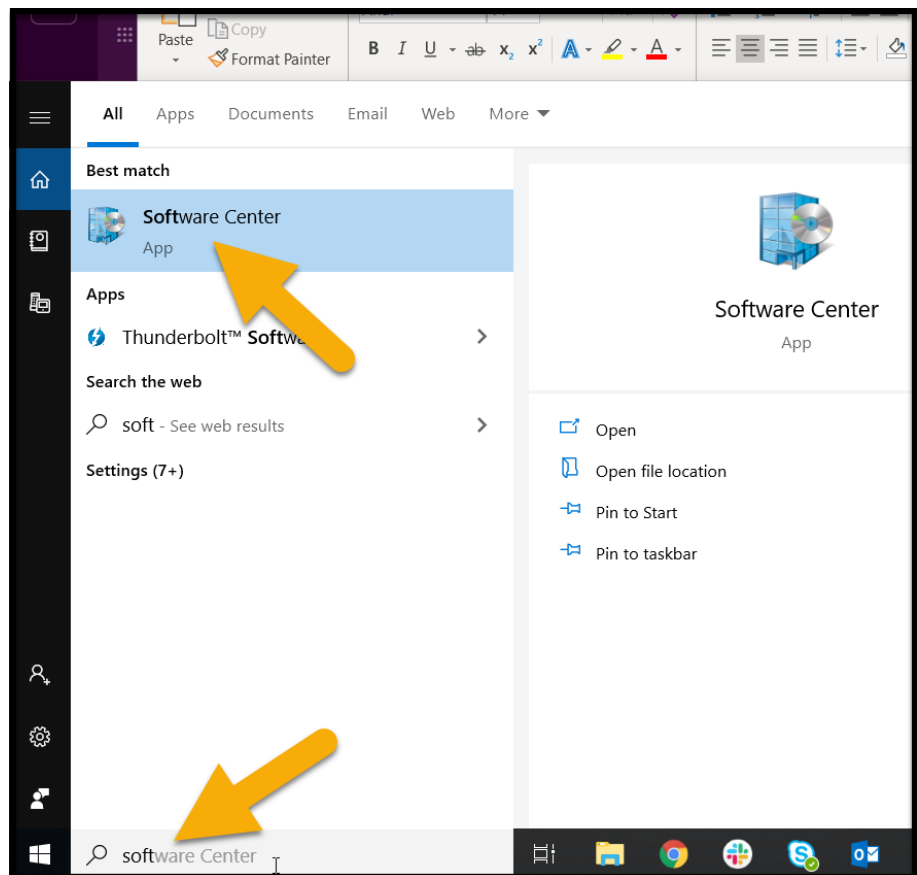 Copy
Paste
Format Painter
B I U ab x₂ x² A A
All Apps Documents Email Web More
Best match
Software Center
App
Apps
Thunderbolt™
Search the web
soft - See web results
Settings (7+)
Software Center
App
Open
Open file location
Pin to Start
Pin to taskbar
software Center